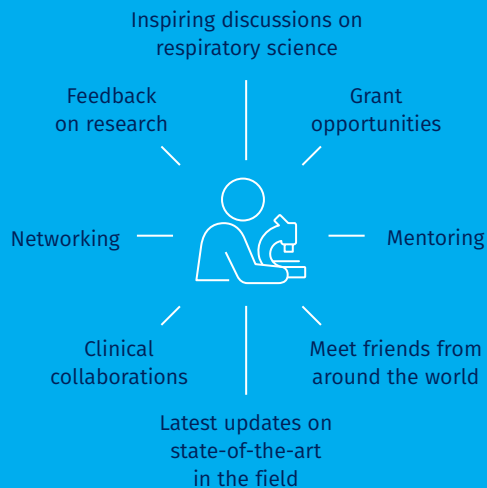 Inspiring discussions on
respiratory science
Feedback
on research
Grant
opportunities
Networking
Mentoring
Clinical
collaborations
Meet friends from
around the world
Latest updates on
state-of-the-art
in the field